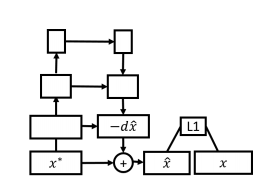 L1
−dx̂
x* + x̂ x